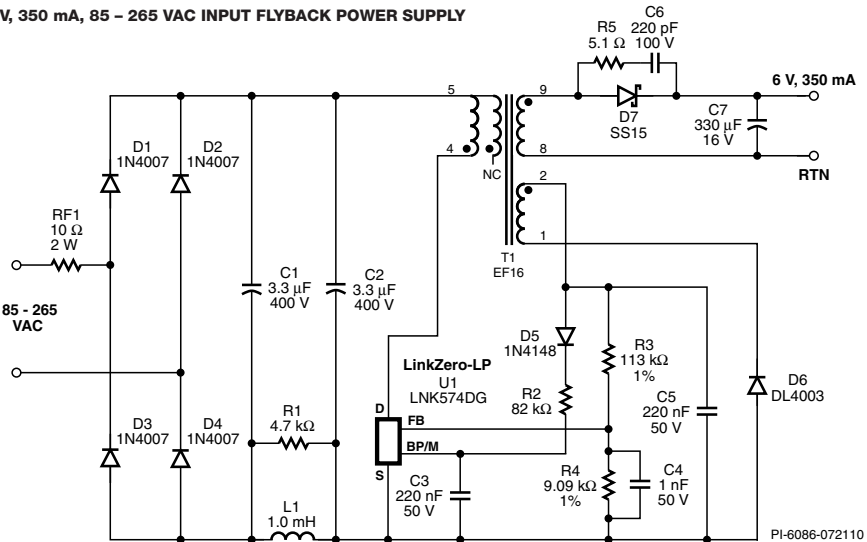 V, 350 mA, 85 – 265 VAC INPUT FLYBACK POWER SUPPLY
R5
5.1 Ω
C6
220 pF
100 V
D7
SS15
6 V, 350 mA
C7
330 μF
16 V
RTN
5
4
NC
9
8
2
1
T1
EF16
D1
1N4007
D2
1N4007
RF1
10 Ω
2 W
85 - 265
VAC
C1
3.3 μF
400 V
C2
3.3 μF
400 V
D3
1N4007
D4
1N4007
R1
4.7 kΩ
L1
1.0 mH
LinkZero-LP
U1
LNK574DG
D
FB
BP/M
S
D5
1N4148
R2
82 kΩ
R3
113 kΩ
1%
C3
220 nF
50 V
R4
9.09 kΩ
1%
C4
1 nF
50 V
C5
220 nF
50 V
D6
DL4003
PI-6086-072110